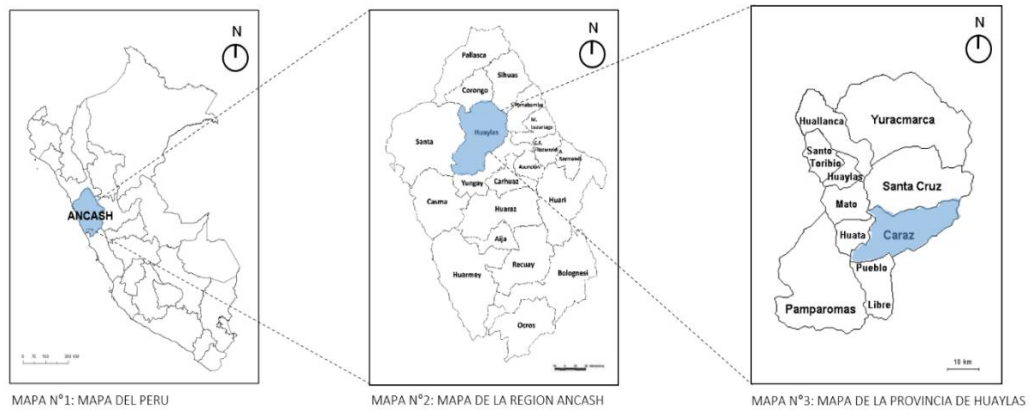 N
ANCASH
MAPA N°1: MAPA DEL PERU
N
Pallasca
Sihuas
Corongo
Huaylas
Santa
Asunción
Yungay
Carhuaz
Casma
Huaraz
Huari
Aija
Recuay
Huarmey
Bolognesi
Ocros
MAPA N°2: MAPA DE LA REGION ANCASH
N
Huallanca
Yuracmarca
Santo
Toribio
Huaylas
Santa Cruz
Mato
Huata
Caraz
Pueblo
Libre
Pamparomas
10 km
MAPA N°3: MAPA DE LA PROVINCIA DE HUAYLAS